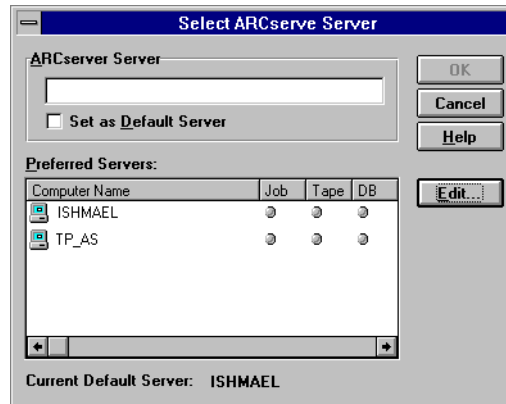 Select ARCserve Server
ARCserver Server
Set as Default Server
OK
Cancel
Help
Preferred Servers:
Computer Name Job Tape DB
ISHMAEL
TP_AS
Edit...
Current Default Server: ISHMAEL